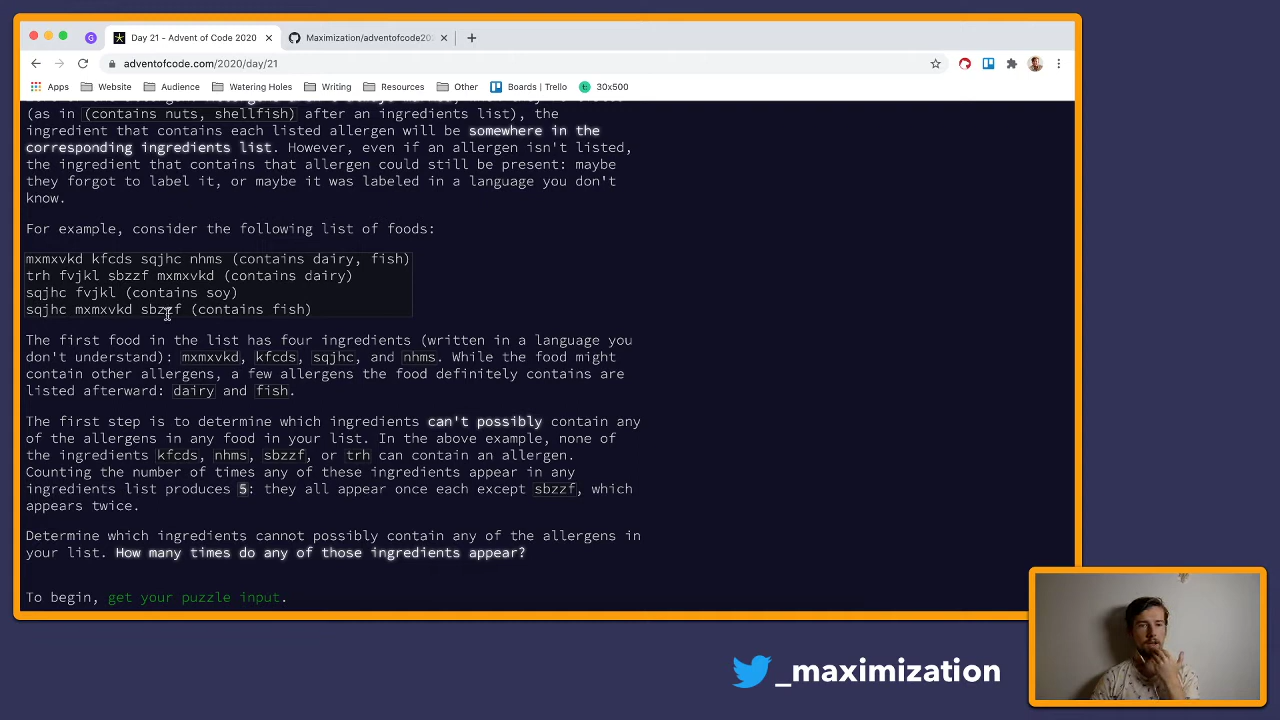 Day 21 - Advent of Code 2020
Maximization/adventofcode202
adventofcode.com/2020/day/21
Apps Website Audience Watering Holes Writing Resources Other Boards | Trello 30x500
(as in (contains nuts, shellfish) after an ingredients list), the
ingredient that contains each listed allergen will be somewhere in the
corresponding ingredients list. However, even if an allergen isn't listed,
the ingredient that contains that allergen could still be present: maybe
they forgot to label it, or maybe it was labeled in a language you don't
know.
For example, consider the following list of foods:
mxmxvkd kfcds sqjhc nhms (contains dairy, fish)
trh fvjkl sbzzf mxmxvkd (contains dairy)
sqjhc fvjkl (contains soy)
sqjhc mxmxvkd sbzzf (contains fish)
The first food in the list has four ingredients (written in a language you
don't understand): mxmxvkd, kfcds, sqjhc, and nhms. While the food might
contain other allergens, a few allergens the food definitely contains are
listed afterward: dairy and fish.
The first step is to determine which ingredients can't possibly contain any
of the allergens in any food in your list. In the above example, none of
the ingredients kfcds, nhms, sbzzf, or trh can contain an allergen.
Counting the number of times any of these ingredients appear in any
ingredients list produces 5: they all appear once each except sbzzf, which
appears twice.
Determine which ingredients cannot possibly contain any of the allergens in
your list. How many times do any of those ingredients appear?
To begin, get your puzzle input.
_maximization